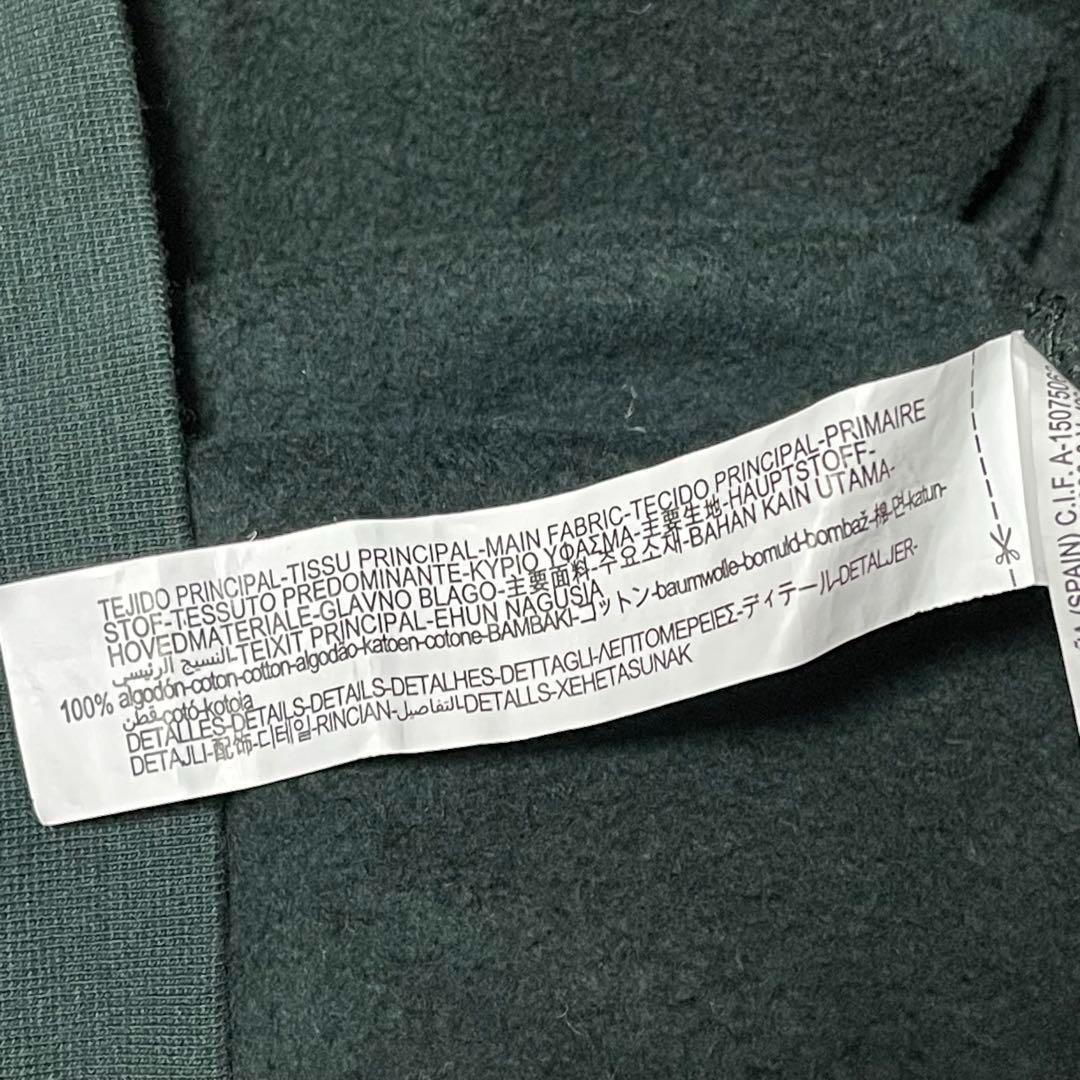 TEJIDO PRINCIPAL-TISSU PRINCIPAL-MAIN FABRIC-TECIDO PRINCIPAL-PRIMAIRE
STOF-TESSUTO PREDOMINANTE-ΚΥΡΙΟ ΥΦΑΣΜΑ-主要生地-HAUPTSTOFF-
HOVEDMATERIALE-GLAVNO BLAGO-主要面料-주요소재-BAHAN KAIN UTAMA-
النسيج الرئيسي-TEIXIT PRINCIPAL-EHUN NAGUSIA
100% algodón-coton-cotton-algodão-katoen-cotone-BAMBAKI-コットン-baumwolle-bomuld-bombaž-棉-면-katun-
قطن-cotó-kotoia
DETALLES-DETAILS-DETAILS-DETALHES-DETTAGLI-ΛΕΠΤΟΜΕΡΕΙΕΣ-ディテール-DETALJER-
DETAJLI-配饰-디테일-RINCIAN-التفاصيل-DETALLS-XEHETASUNAK
(SPAIN) C.I.F. A-1507506